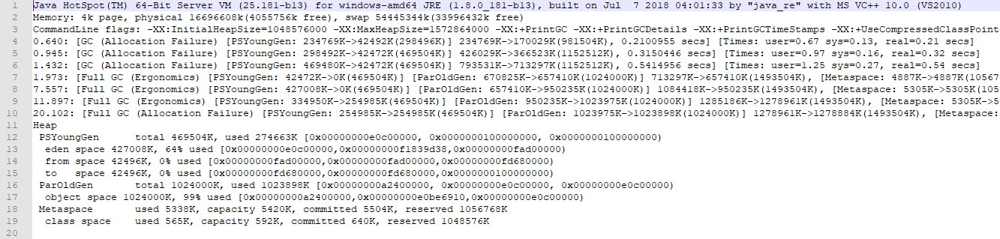 1 Java HotSpot(TM) 64-Bit Server VM (25.181-b13) for windows-amd64 JRE (1.8.0_181-b13), built on Jul  7 2018 04:01:33 by "java_re" with MS VC++ 10.0 (VS2010)
2 Memory: 4k page, physical 16696608k(4055756k free), swap 54445344k(33996432k free)
3 CommandLine flags: -XX:InitialHeapSize=1048576000 -XX:MaxHeapSize=1572864000 -XX:+PrintGC -XX:+PrintGCDetails -XX:+PrintGCTimeStamps -XX:+UseCompressedClassPoint
4 0.640: [GC (Allocation Failure) [PSYoungGen: 234769K->42492K(298496K)] 234769K->170029K(981504K), 0.2100955 secs] [Times: user=0.67 sys=0.13, real=0.21 secs]
5 0.945: [GC (Allocation Failure) [PSYoungGen: 298492K->42472K(469504K)] 426029K->366523K(1152512K), 0.3150446 secs] [Times: user=0.97 sys=0.16, real=0.32 secs]
6 1.432: [GC (Allocation Failure) [PSYoungGen: 469480K->42472K(469504K)] 793531K->713297K(1152512K), 0.5414956 secs] [Times: user=1.25 sys=0.27, real=0.54 secs]
7 1.973: [Full GC (Ergonomics) [PSYoungGen: 42472K->0K(469504K)] [ParOldGen: 670825K->657410K(1024000K)] 713297K->657410K(1493504K), [Metaspace: 4887K->4887K(10567
8 7.557: [Full GC (Ergonomics) [PSYoungGen: 427008K->0K(469504K)] [ParOldGen: 657410K->950235K(1024000K)] 1084418K->950235K(1493504K), [Metaspace: 5305K->5305K(105
9 11.897: [Full GC (Ergonomics) [PSYoungGen: 334950K->254985K(469504K)] [ParOldGen: 950235K->1023975K(1024000K)] 1285186K->1278961K(1493504K), [Metaspace: 5305K->5
10 20.102: [Full GC (Allocation Failure) [PSYoungGen: 254985K->254985K(469504K)] [ParOldGen: 1023975K->1023898K(1024000K)] 1278961K->1278884K(1493504K), [Metaspace:
11 Heap
12  PSYoungGen      total 469504K, used 274663K [0x00000000e0c00000, 0x0000000100000000, 0x0000000100000000)
13   eden space 427008K, 64% used [0x00000000e0c00000,0x00000000f1839d38,0x00000000fad00000)
14   from space 42496K, 0% used [0x00000000fad00000,0x00000000fad00000,0x00000000fd680000)
15   to   space 42496K, 0% used [0x00000000fd680000,0x00000000fd680000,0x0000000100000000)
16  ParOldGen       total 1024000K, used 1023898K [0x00000000a2400000, 0x00000000e0c00000, 0x00000000e0c00000)
17   object space 1024000K, 99% used [0x00000000a2400000,0x00000000e0be6910,0x00000000e0c00000)
18  Metaspace       used 5338K, capacity 5420K, committed 5504K, reserved 1056768K
19   class space    used 565K, capacity 592K, committed 640K, reserved 1048576K
20